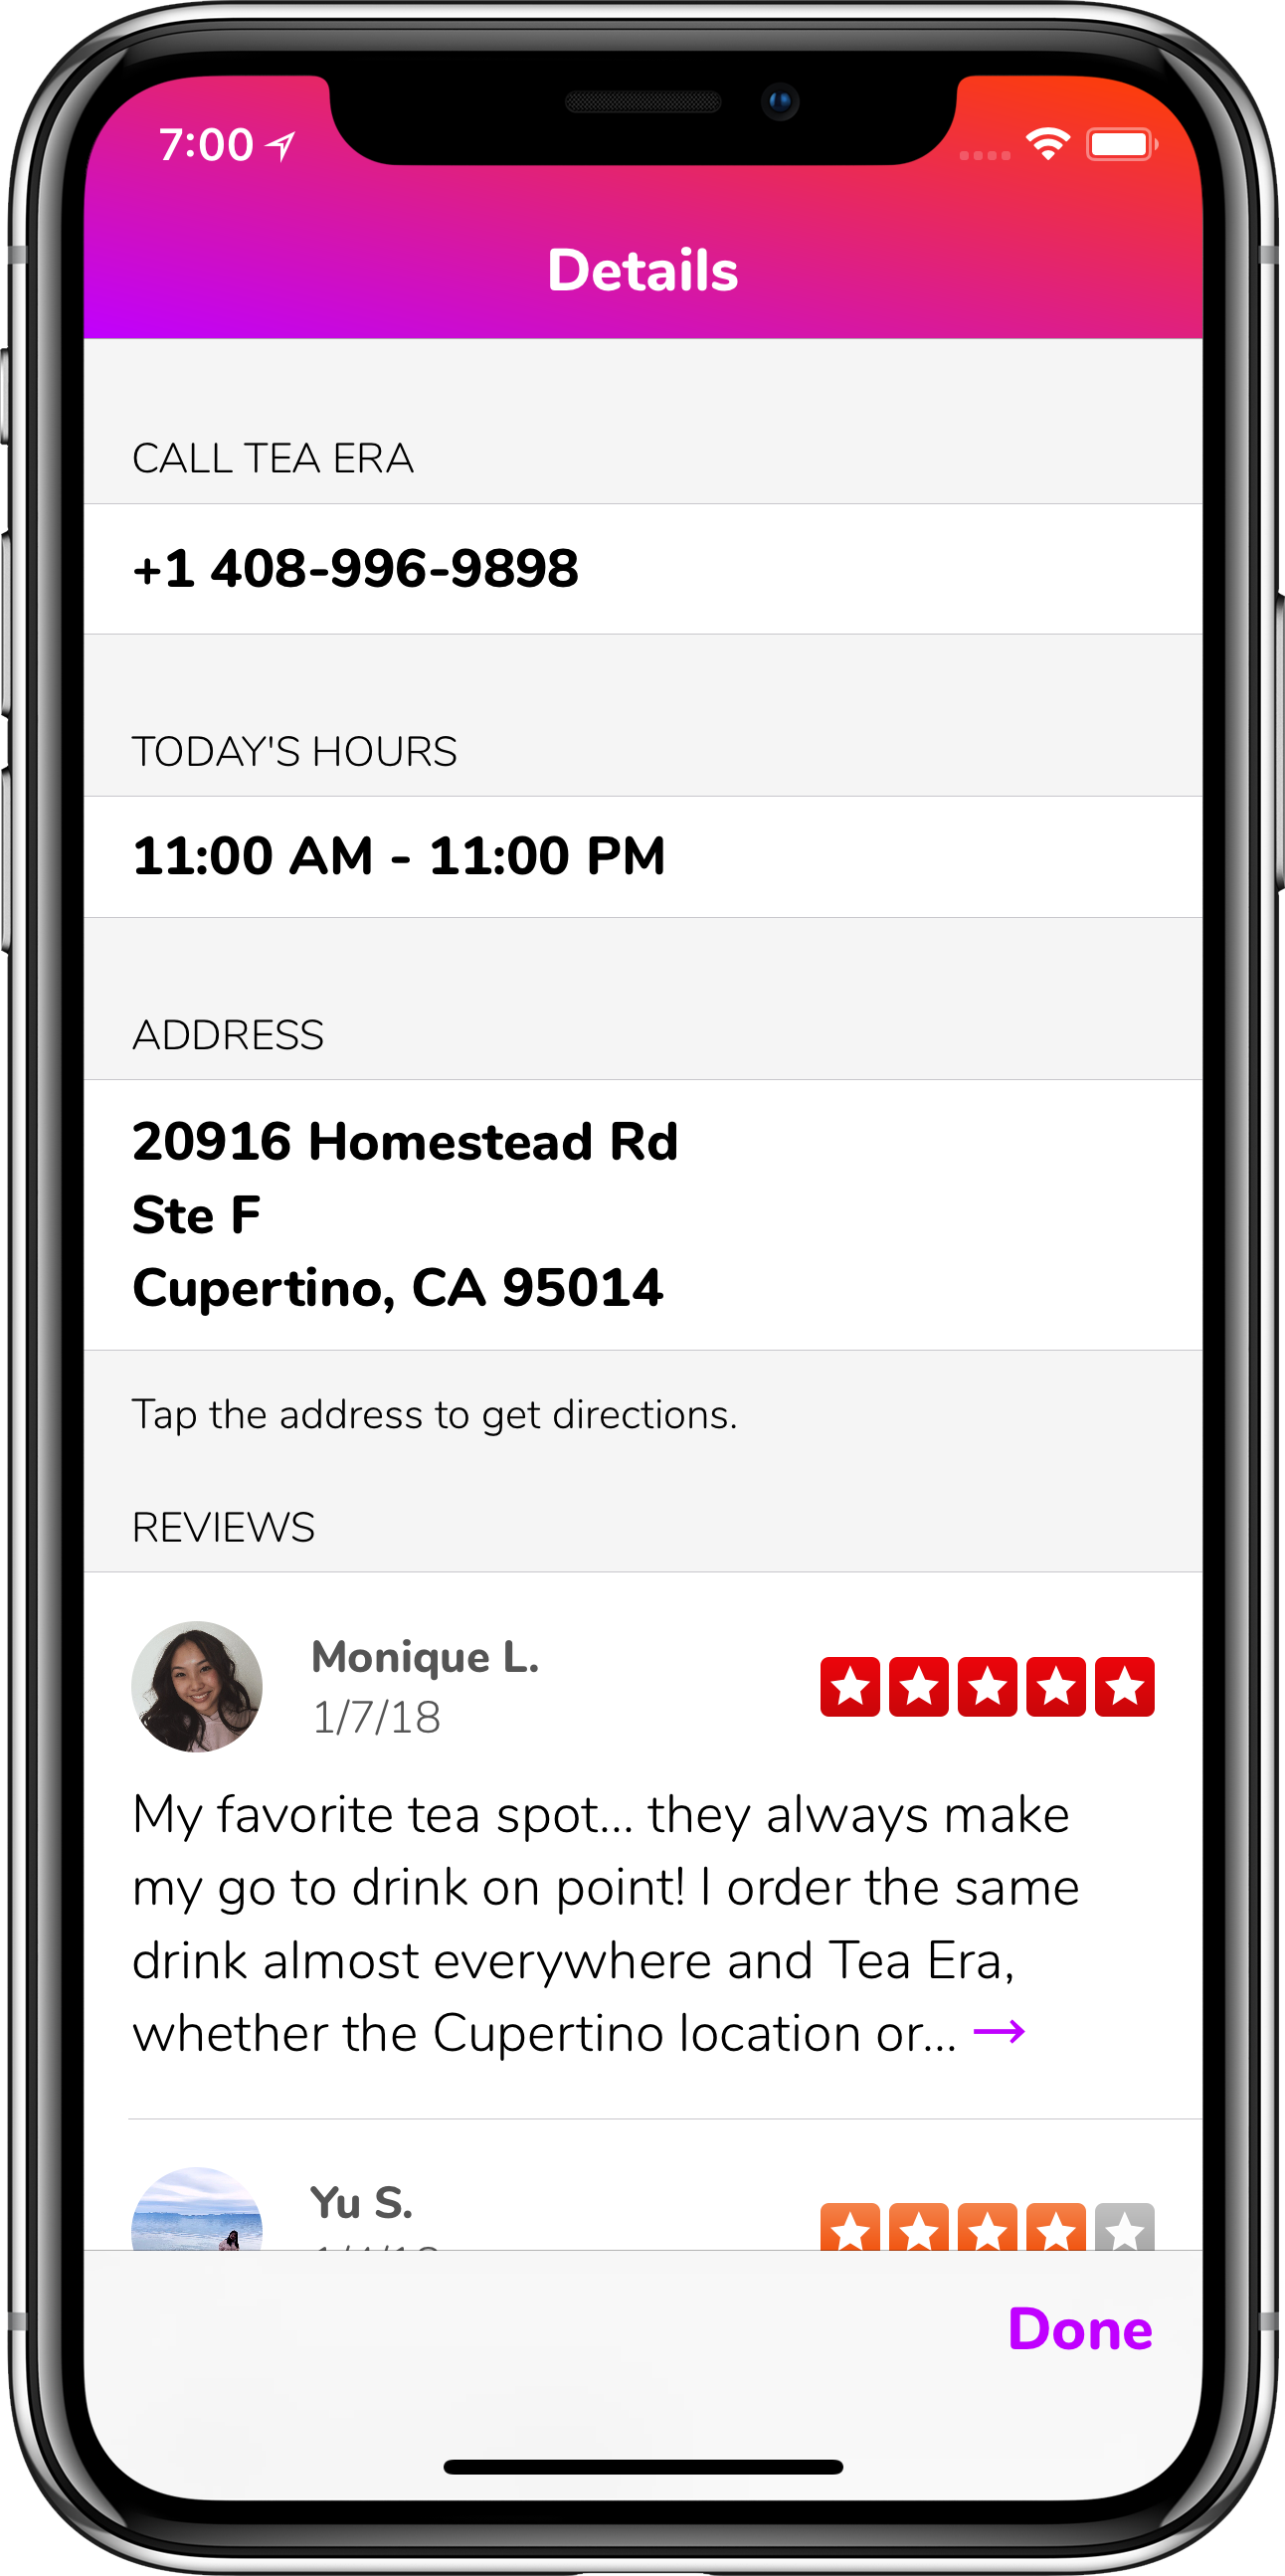 7:00
Details
CALL TEA ERA
+1 408-996-9898
TODAY'S HOURS
11:00 AM - 11:00 PM
ADDRESS
20916 Homestead Rd
Ste F
Cupertino, CA 95014
Tap the address to get directions.
REVIEWS
Monique L.
1/7/18
My favorite tea spot... they always make
my go to drink on point! I order the same
drink almost everywhere and Tea Era,
whether the Cupertino location or... →
Yu S.
Done